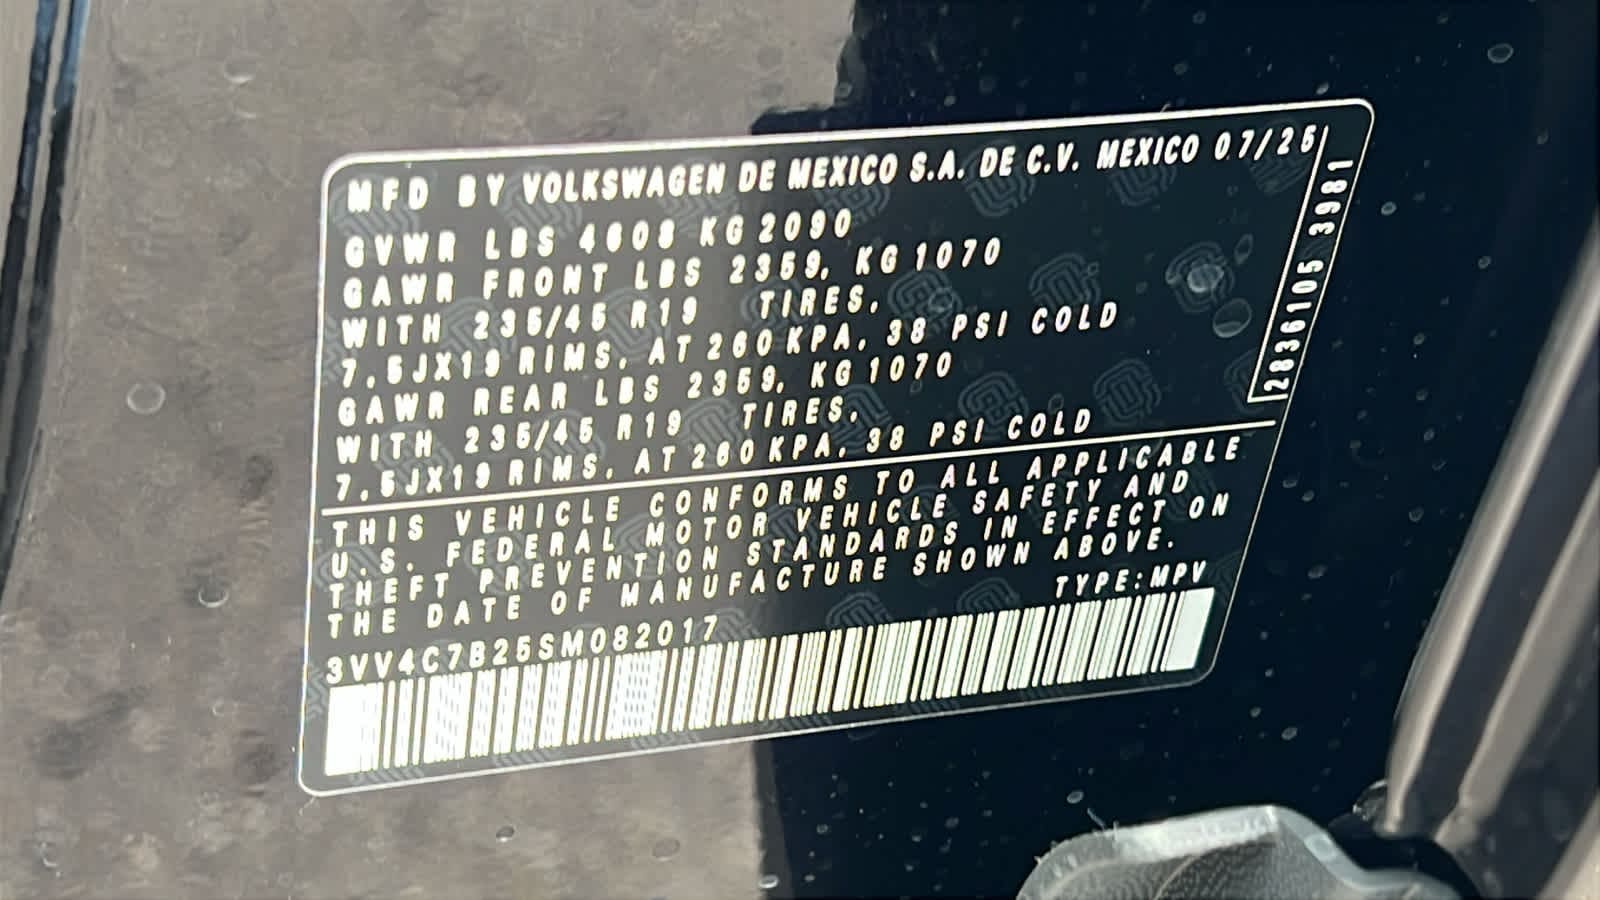 MFD BY VOLKSWAGEN DE MEXICO S.A. DE C.V. MEXICO 07/25
GVWR LBS 4608 KG 2090
GAWR FRONT LBS 2359, KG 1070
WITH 235/45 R19 TIRES,
7.5JX19 RIMS, AT 260 KPA, 38 PSI COLD
GAWR REAR LBS 2359, KG 1070
WITH 235/45 R19 TIRES,
7.5JX19 RIMS, AT 260 KPA, 38 PSI COLD
THIS VEHICLE CONFORMS TO ALL APPLICABLE
U.S. FEDERAL MOTOR VEHICLE SAFETY AND
THEFT PREVENTION STANDARDS IN EFFECT ON
THE DATE OF MANUFACTURE SHOWN ABOVE.
TYPE:MPV
3VV4C7B25SM082017
2836105 3981